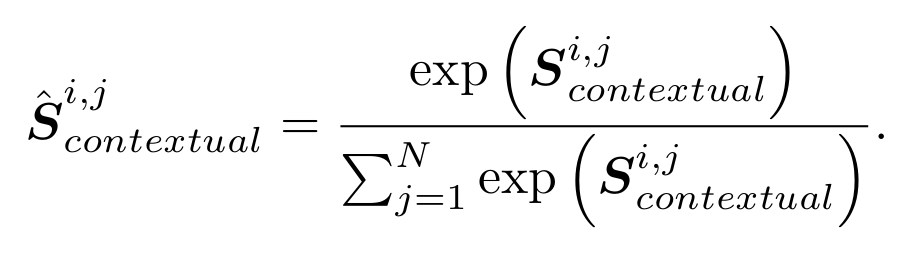 $$\hat{\boldsymbol{S}}^{i,j}_{contextual} = \frac{\exp\left(\boldsymbol{S}^{i,j}_{contextual}\right)}{\sum_{j=1}^{N} \exp\left(\boldsymbol{S}^{i,j}_{contextual}\right)}.$$